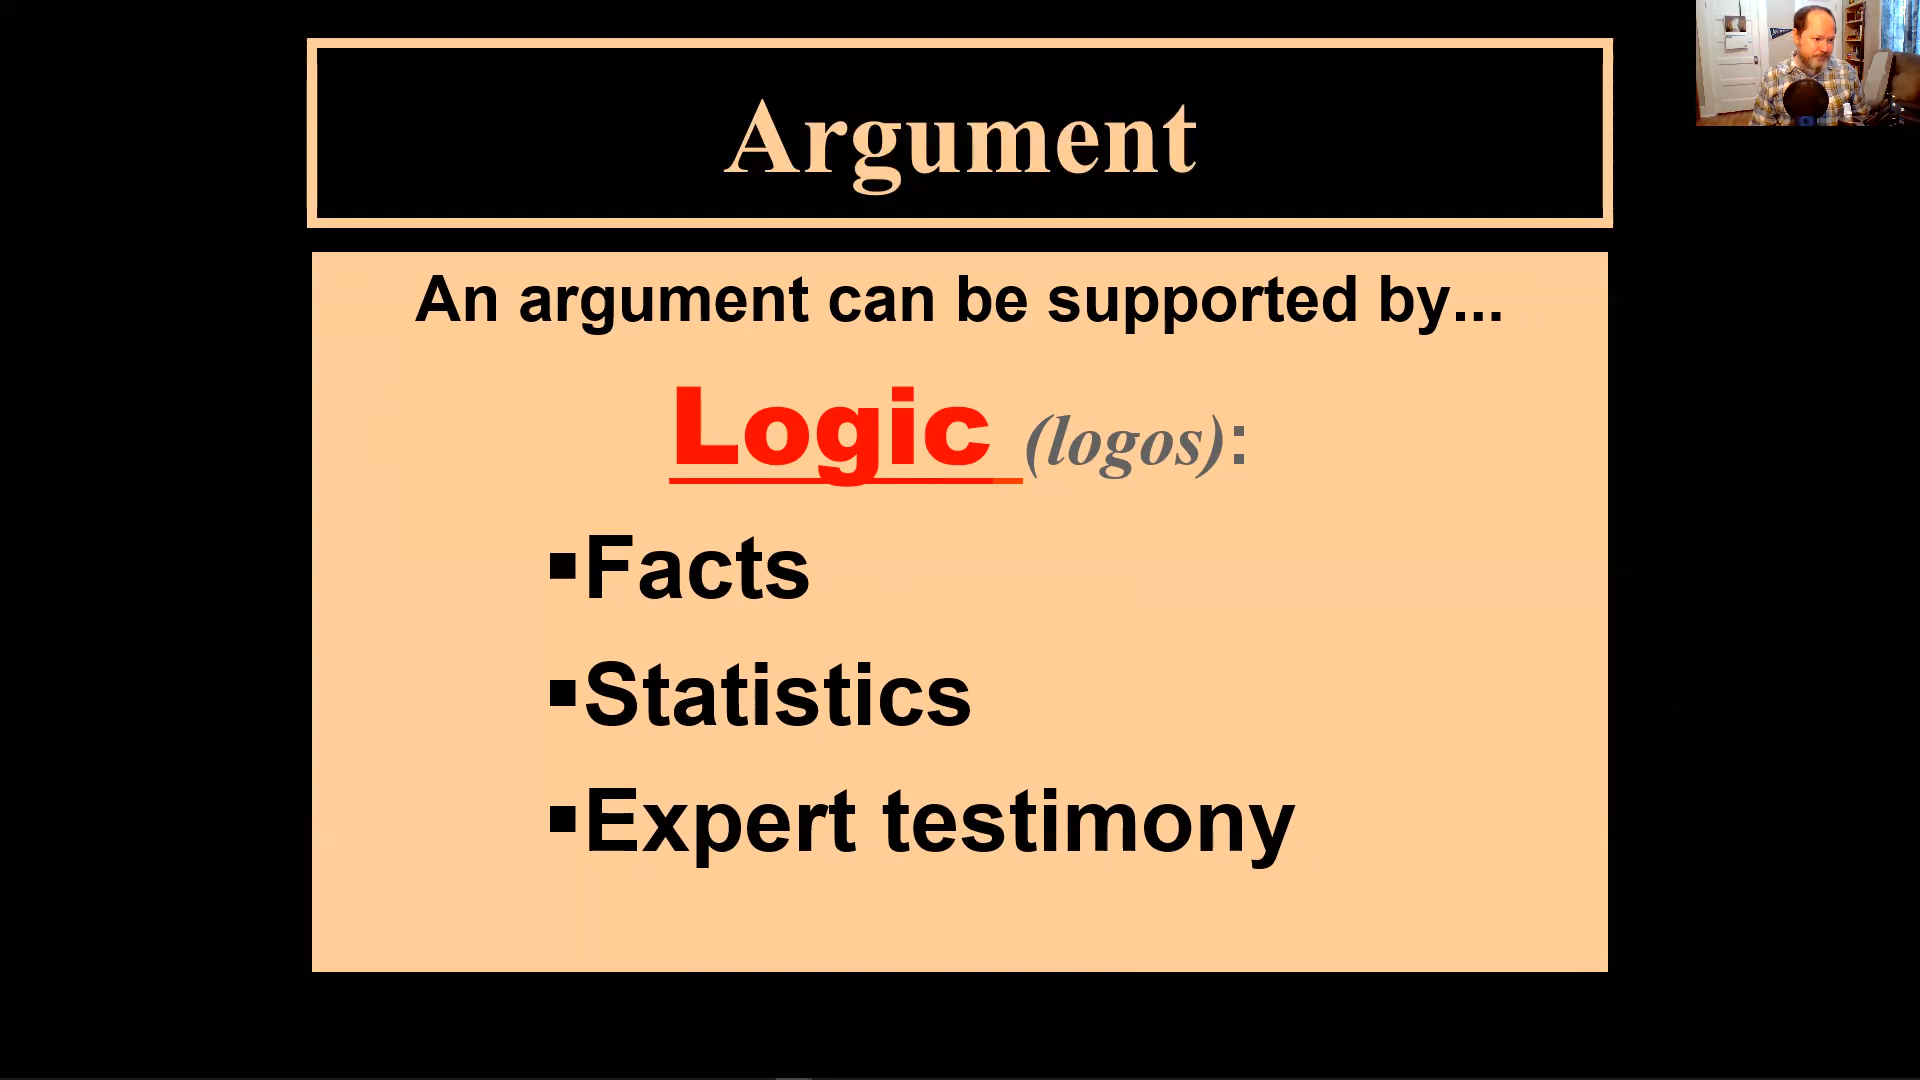 Argument
An argument can be supported by...
Logic (logos):
▪Facts
▪Statistics
▪Expert testimony